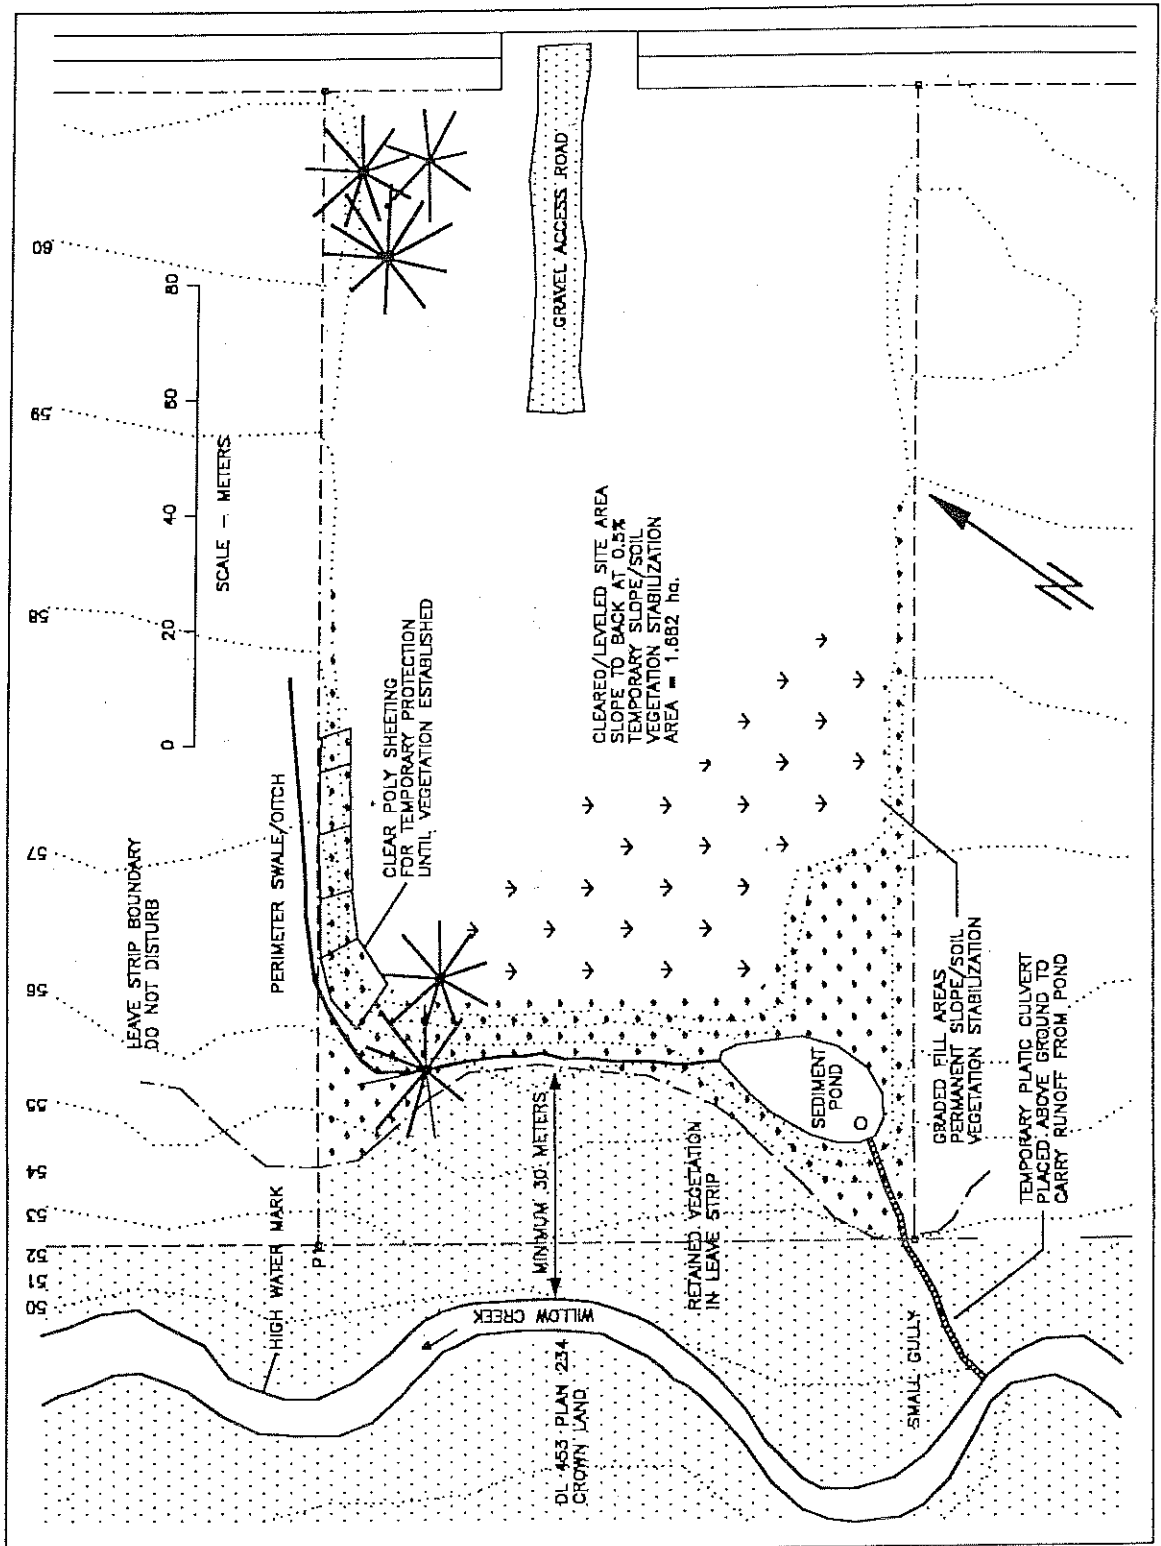 60
59
58
57
56
55
54
53
52
51
50
80
60
40
20
0
SCALE - METERS
GRAVEL ACCESS ROAD
CLEARED/LEVELED SITE AREA
SLOPE TO BACK AT 0.5%
TEMPORARY SLOPE/SOIL
VEGETATION STABILIZATION
AREA = 1.682 ha.
CLEAR POLY SHEETING
FOR TEMPORARY PROTECTION
UNTIL VEGETATION ESTABLISHED
PERIMETER SWALE/DITCH
LEAVE STRIP BOUNDARY
DO NOT DISTURB
N
SEDIMENT
POND
GRADED FILL AREAS
PERMANENT SLOPE/SOIL
VEGETATION STABILIZATION
TEMPORARY PLATIC CULVERT
PLACED ABOVE GROUND TO
CARRY RUNOFF FROM POND
MINIMUM 30 METERS
RETAINED VEGETATION
IN LEAVE STRIP
HIGH WATER MARK
WILLOW CREEK
DL 453 PLAN 234
CROWN LAND
SMALL GULLY